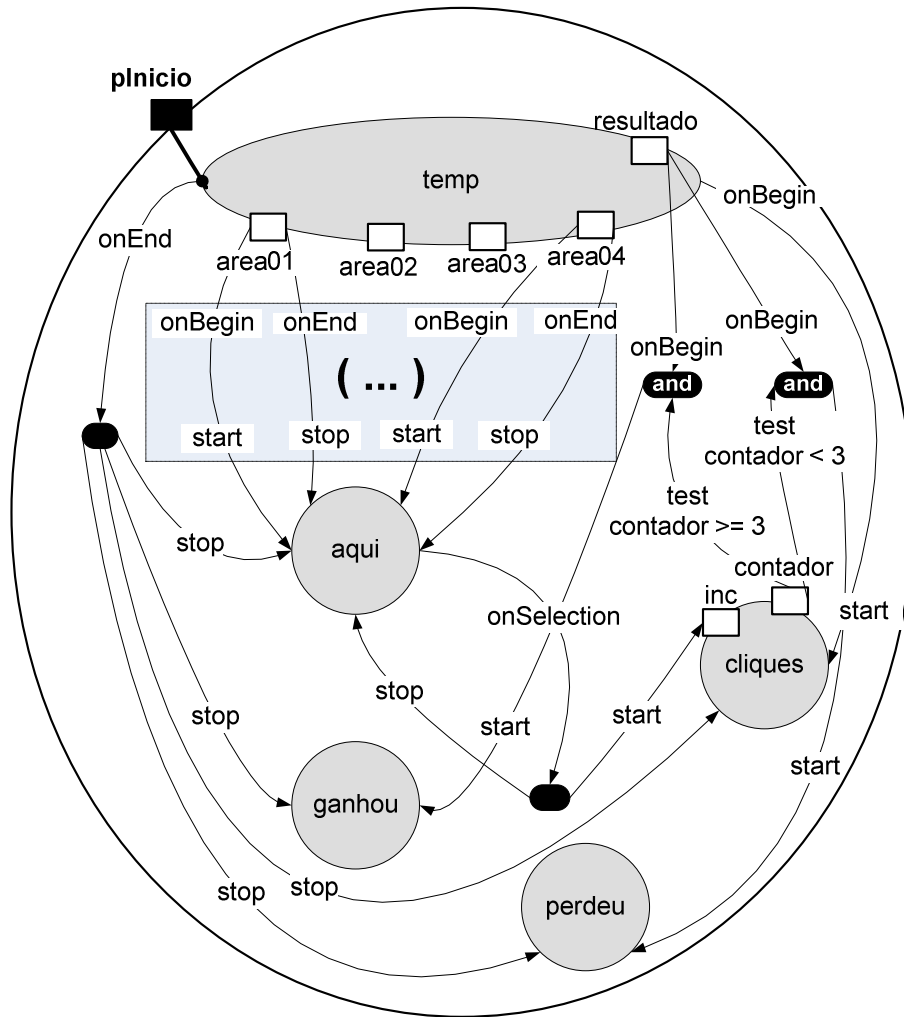 pInicio
resultado
temp
onBegin
onEnd
area01
area02
area03
area04
onBegin
onEnd
onBegin
onEnd
onBegin
onBegin
( ... )
and
and
start
stop
start
stop
test
contador < 3
test
contador >= 3
stop
aqui
contador
inc
onSelection
start
cliques
stop
stop
start
start
start
ganhou
stop
stop
perdeu